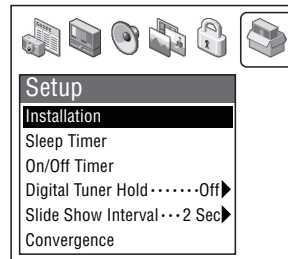 Setup
Installation
Sleep Timer
On/Off Timer
Digital Tuner Hold·······Off
Slide Show Interval···2 Sec
Convergence